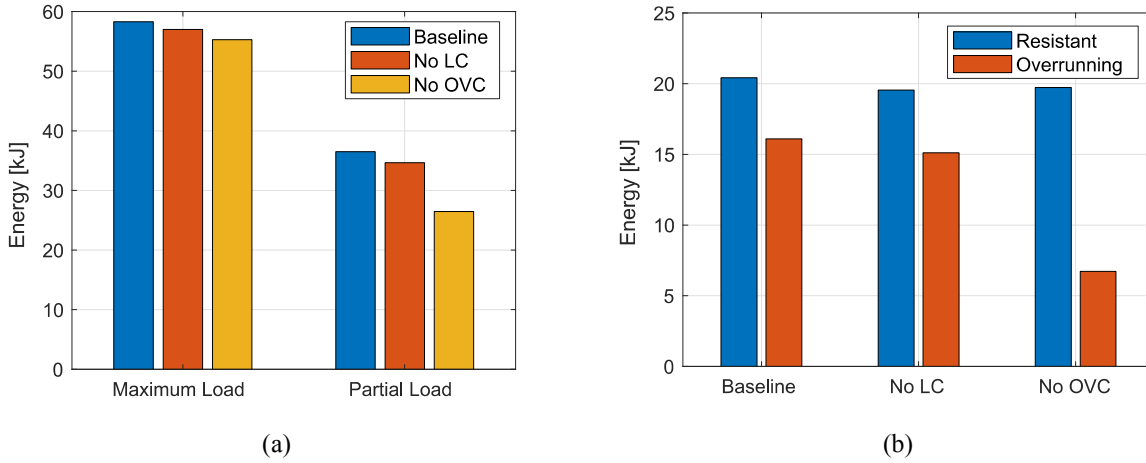 60
50
40
30
20
10
0
Energy [kJ]
Baseline
No LC
No OVC
Maximum Load
Partial Load
(a)
25
20
15
10
5
0
Energy [kJ]
Resistant
Overrunning
Baseline
No LC
No OVC
(b)